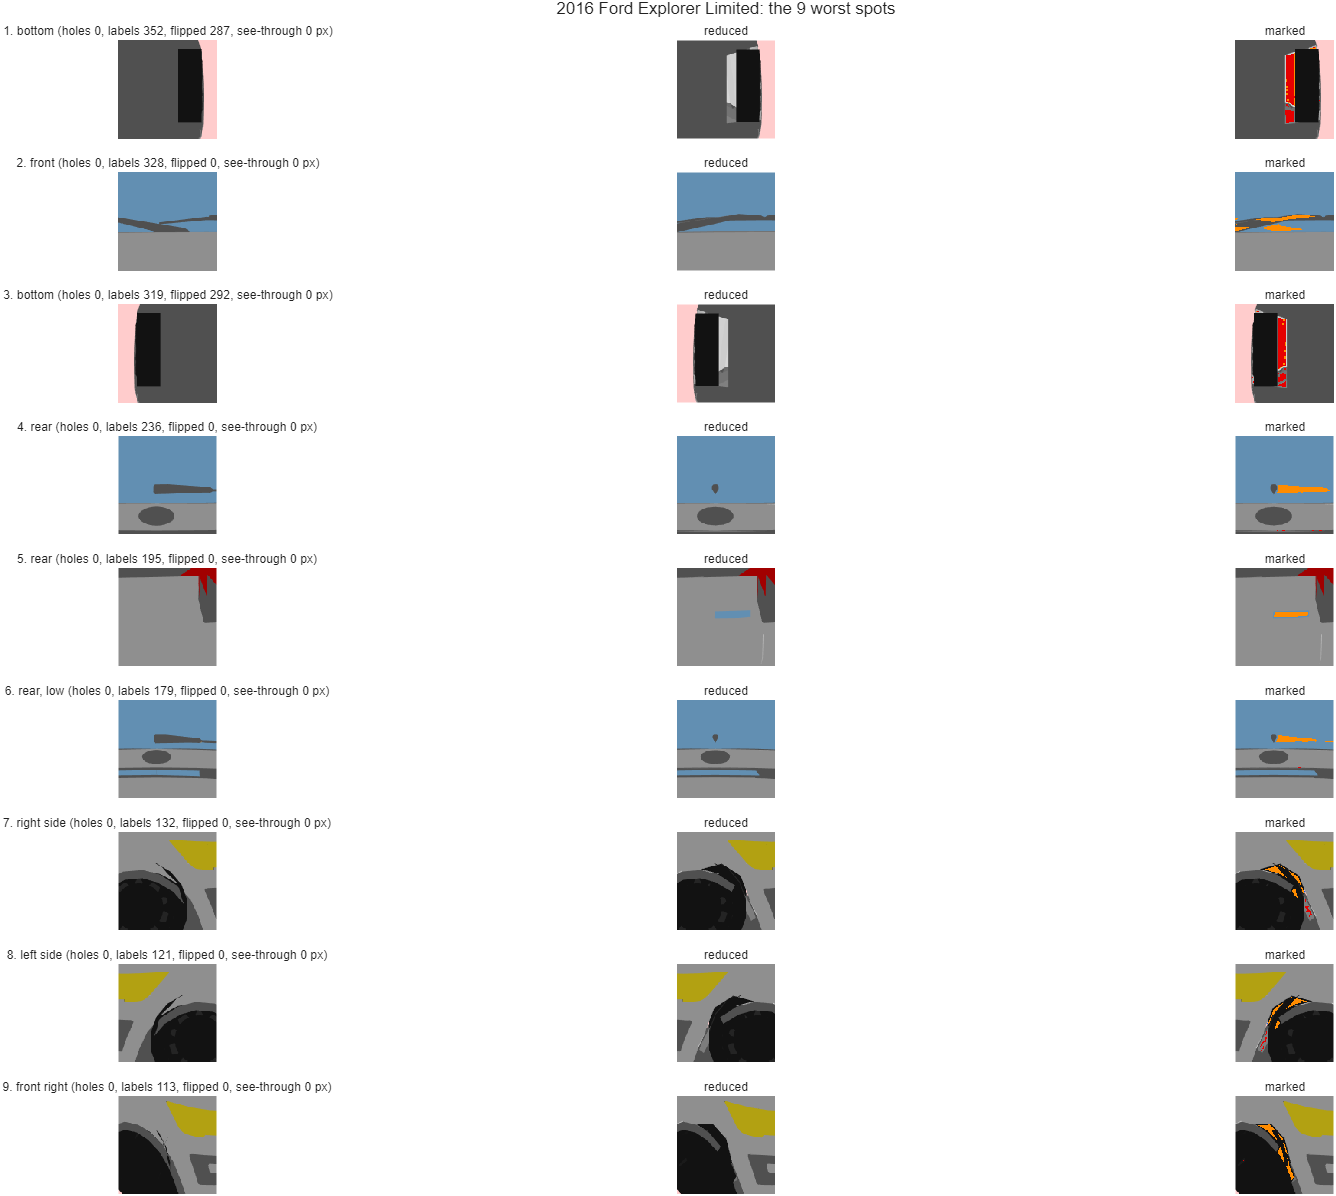 2016 Ford Explorer Limited: the 9 worst spots
1. bottom (holes 0, labels 352, flipped 287, see-through 0 px)
reduced
marked
2. front (holes 0, labels 328, flipped 0, see-through 0 px)
reduced
marked
3. bottom (holes 0, labels 319, flipped 292, see-through 0 px)
reduced
marked
4. rear (holes 0, labels 236, flipped 0, see-through 0 px)
reduced
marked
5. rear (holes 0, labels 195, flipped 0, see-through 0 px)
reduced
marked
6. rear, low (holes 0, labels 179, flipped 0, see-through 0 px)
reduced
marked
7. right side (holes 0, labels 132, flipped 0, see-through 0 px)
reduced
marked
8. left side (holes 0, labels 121, flipped 0, see-through 0 px)
reduced
marked
9. front right (holes 0, labels 113, flipped 0, see-through 0 px)
reduced
marked